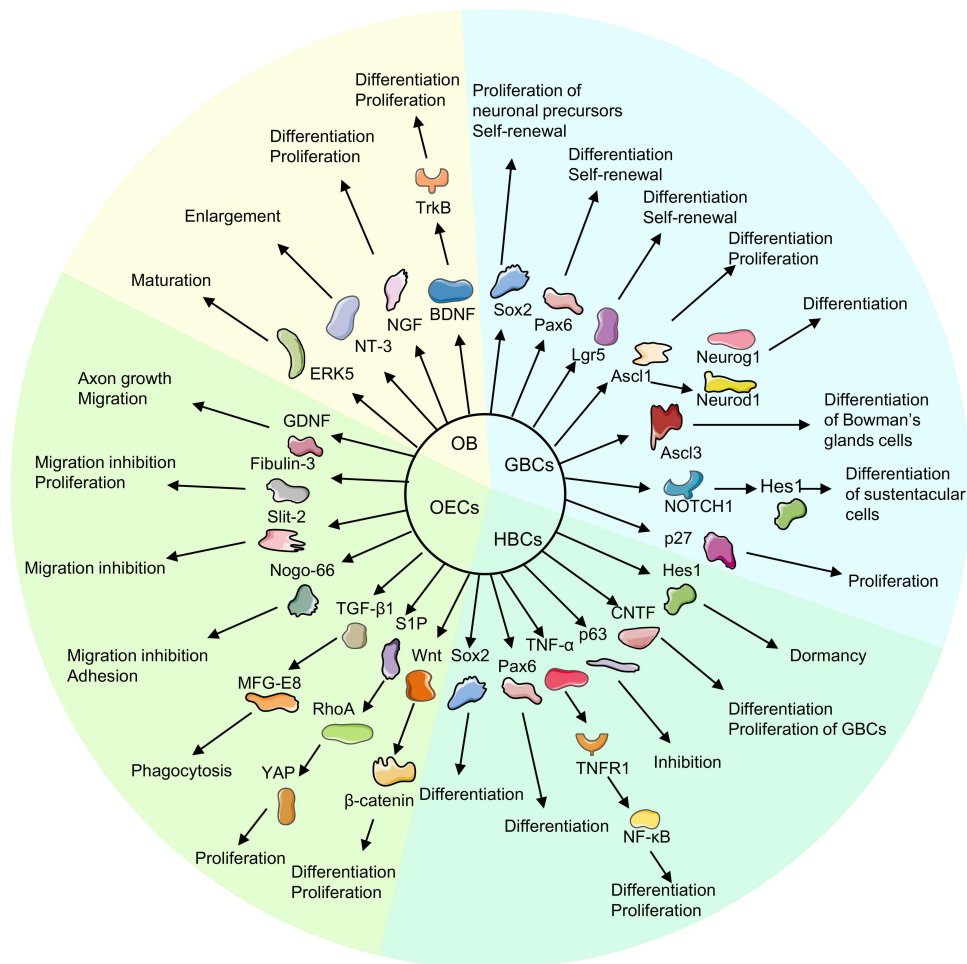 Differentiation
Proliferation
TrkB
BDNF
Differentiation
Proliferation
NGF
Enlargement
NT-3
Maturation
ERK5
OB
Proliferation of
neuronal precursors
Self-renewal
Sox2
Differentiation
Self-renewal
Pax6
Differentiation
Self-renewal
Lgr5
Differentiation
Proliferation
Ascl1
Neurog1
Neurod1
Differentiation
Ascl3
Differentiation
of Bowman's
glands cells
NOTCH1
Hes1
Differentiation
of sustentacular
cells
p27
Proliferation
GBCs
HBCs
Hes1
Dormancy
CNTF
Differentiation
Proliferation of GBCs
p63
Inhibition
TNF-α
TNFR1
NF-κB
Differentiation
Proliferation
Pax6
Differentiation
Sox2
Differentiation
OECs
Axon growth
Migration
GDNF
Migration inhibition
Proliferation
Fibulin-3
Migration inhibition
Slit-2
Migration inhibition
Adhesion
Nogo-66
TGF-β1
MFG-E8
Phagocytosis
S1P
RhoA
YAP
Proliferation
Wnt
β-catenin
Differentiation
Proliferation